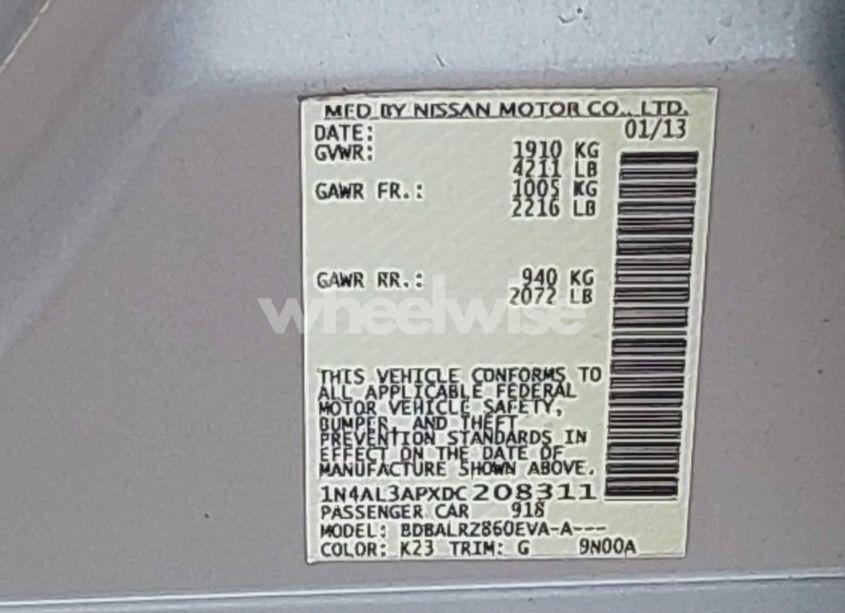 MFD BY NISSAN MOTOR CO., LTD.
DATE: 01/13
GVWR: 1910 KG
4211 LB
GAWR FR.: 1005 KG
2216 LB
GAWR RR.: 940 KG
2072 LB
wheelwise
THIS VEHICLE CONFORMS TO
ALL APPLICABLE FEDERAL
MOTOR VEHICLE SAFETY,
BUMPER, AND THEFT
PREVENTION STANDARDS IN
EFFECT ON THE DATE OF
MANUFACTURE SHOWN ABOVE.
1N4AL3APXDC208311
PASSENGER CAR 918
MODEL: BDBALRZ860EVA-A---
COLOR: K23 TRIM: G 9N00A